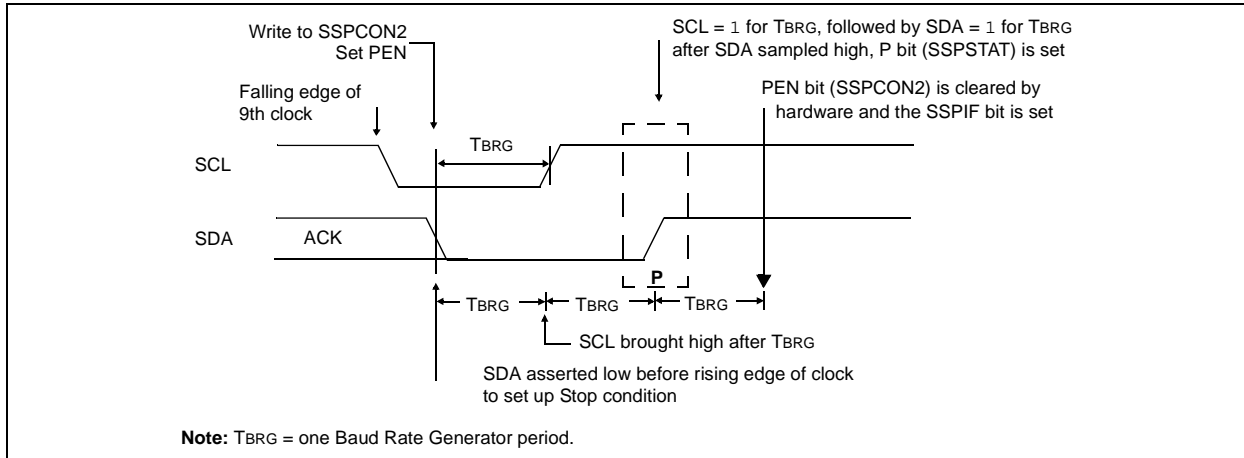 Write to SSPCON2
Set PEN
SCL = 1 for TBRG, followed by SDA = 1 for TBRG
after SDA sampled high, P bit (SSPSTAT) is set
Falling edge of
9th clock
PEN bit (SSPCON2) is cleared by
hardware and the SSPIF bit is set
SCL
TBRG
SDA
ACK
P
TBRG
TBRG
TBRG
SCL brought high after TBRG
SDA asserted low before rising edge of clock
to set up Stop condition
Note: TBRG = one Baud Rate Generator period.